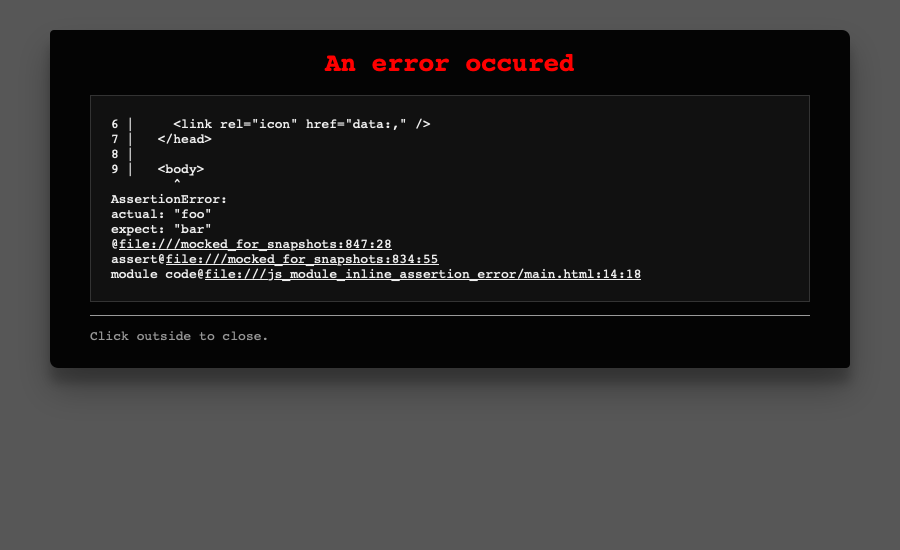 An error occured
6 |     <link rel="icon" href="data:," />
7 |   </head>
8 |
9 |   <body>
        ^
AssertionError:
actual: "foo"
expect: "bar"
@file:///mocked_for_snapshots:847:28
assert@file:///mocked_for_snapshots:834:55
module code@file:///js_module_inline_assertion_error/main.html:14:18
Click outside to close.